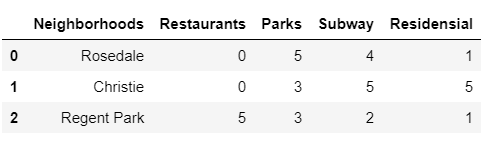 Neighborhoods Restaurants Parks Subway Residensial
0 Rosedale 0 5 4 1
1 Christie 0 3 5 5
2 Regent Park 5 3 2 1